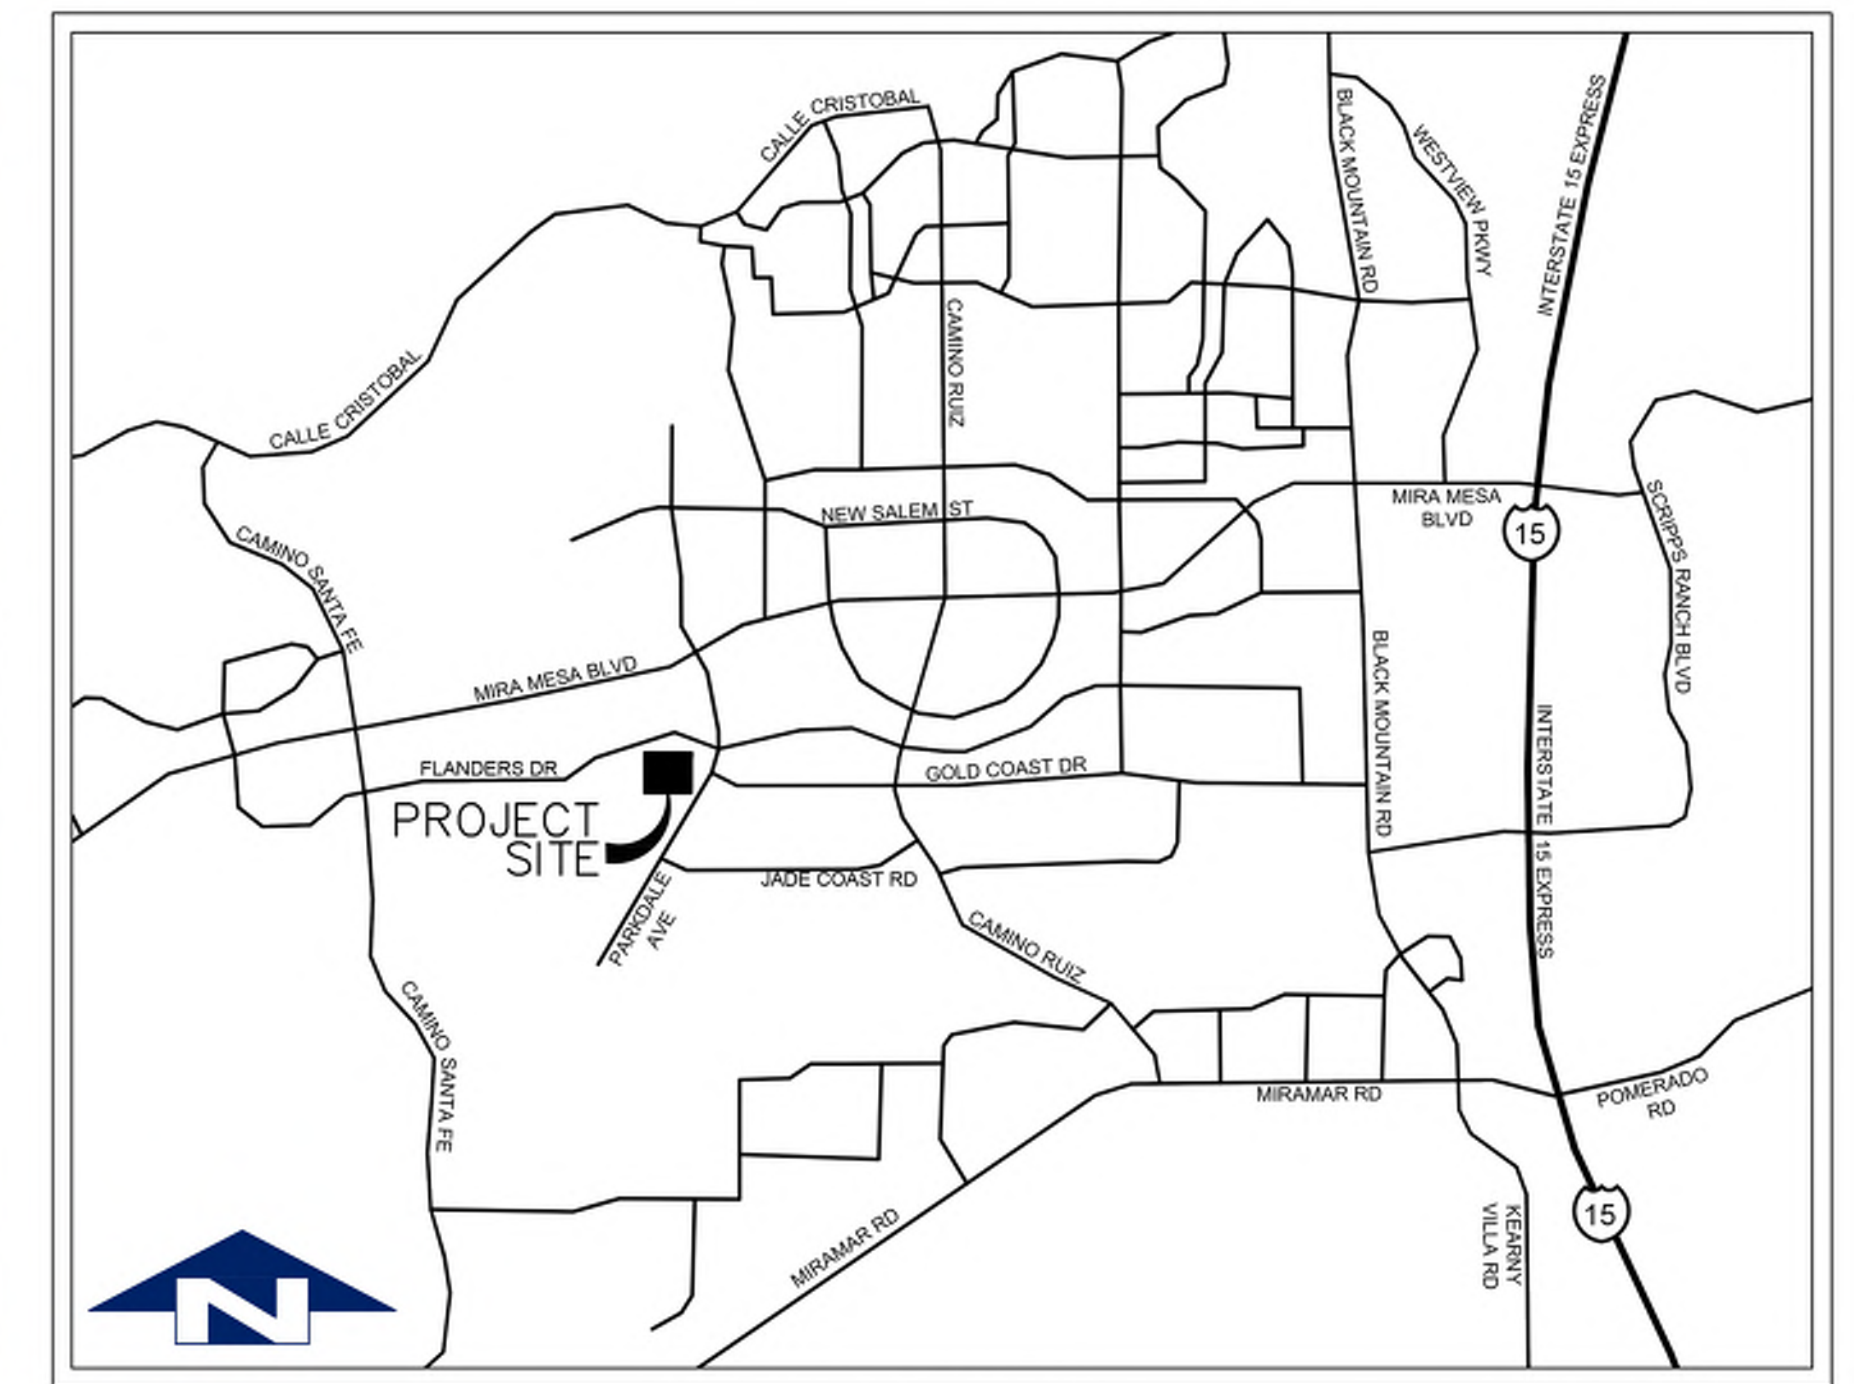 CALLE CRISTOBAL
BLACK MOUNTAIN RD
WESTVIEW PKWY
INTERSTATE 15 EXPRESS
CAMINO RUIZ
CALLE CRISTOBAL
MIRA MESA
BLVD
15
SCRIPPS RANCH BLVD
NEW SALEM ST
CAMINO SANTA FE
MIRA MESA BLVD
BLACK MOUNTAIN RD
INTERSTATE 15 EXPRESS
FLANDERS DR
GOLD COAST DR
PROJECT
SITE
JADE COAST RD
PARKDALE
AVE
CAMINO RUIZ
CAMINO SANTA FE
MIRAMAR RD
POMERADO
RD
MIRAMAR RD
KEARNY
VILLA RD
15
N